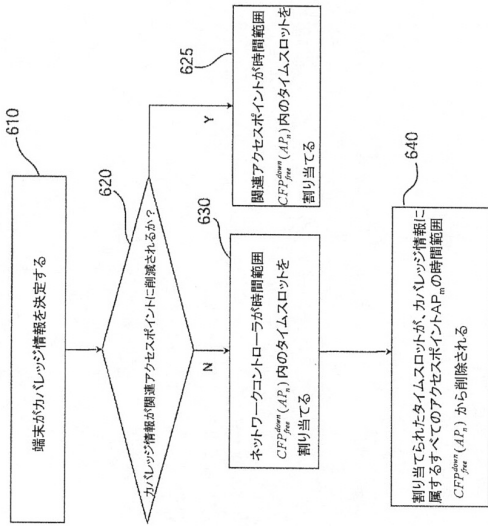 610
端末がカバレッジ情報を決定する
620
カバレッジ情報が関連アクセスポイントに削減されるか?
Y
625
関連アクセスポイントが時間範囲
CFP_free^down(AP_n)内のタイムスロットを
割り当てる
N
630
ネットワークコントローラが時間範囲
CFP_free^down(AP_n)内のタイムスロットを
割り当てる
640
割り当てられたタイムスロットが、カバレッジ情報に
属するすべてのアクセスポイントAP_mの時間範囲
CFP_free^down(AP_n)から削除される